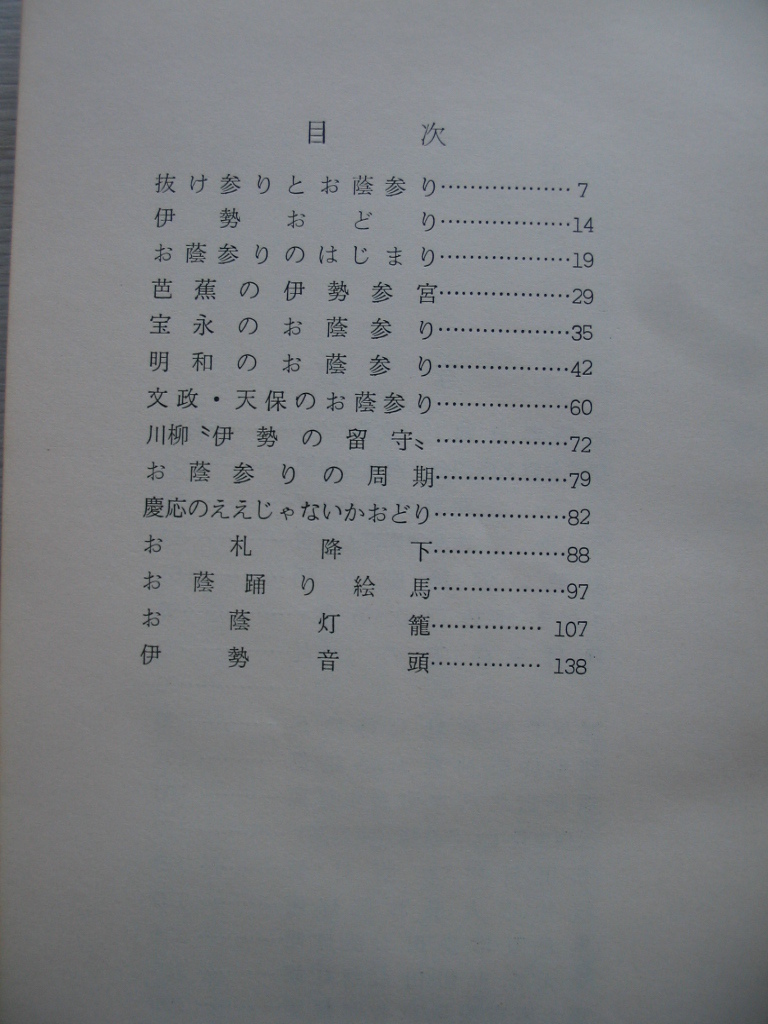 目次
抜け参りとお蔭参り………………7
伊勢おどり………………14
お蔭参りのはじまり………………19
芭蕉の伊勢参宮………………29
宝永のお蔭参り………………35
明和のお蔭参り………………42
文政・天保のお蔭参り………………60
川柳〝伊勢の留守〟………………72
お蔭参りの周期………………79
慶応のええじゃないかおどり………………82
お札降下………………88
お蔭踊り絵馬………………97
お蔭灯籠……………107
伊勢音頭……………138